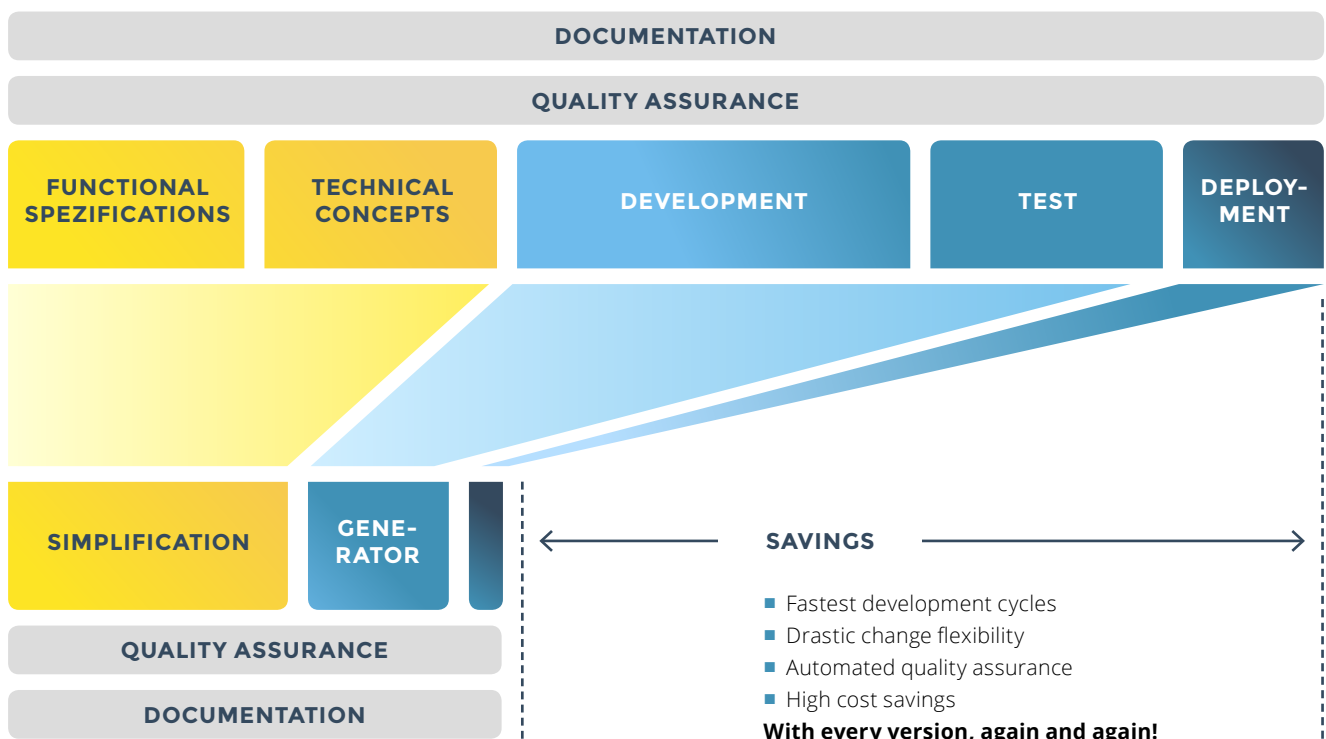 DOCUMENTATION
QUALITY ASSURANCE
FUNCTIONAL
SPEZIFICATIONS
TECHNICAL
CONCEPTS
DEVELOPMENT
TEST
DEPLOY-
MENT
SIMPLIFICATION
GENE-
RATOR
SAVINGS
Fastest development cycles
Drastic change flexibility
Automated quality assurance
High cost savings
With every version, again and again!
QUALITY ASSURANCE
DOCUMENTATION